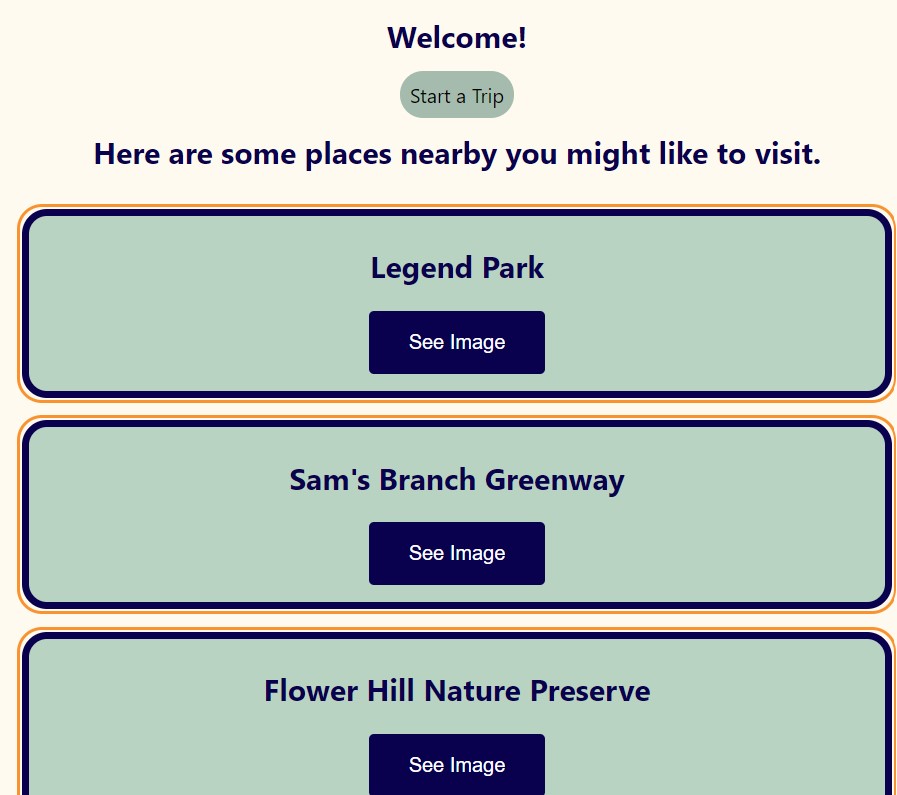 Welcome!
Start a Trip
Here are some places nearby you might like to visit.
Legend Park
See Image
Sam's Branch Greenway
See Image
Flower Hill Nature Preserve
See Image